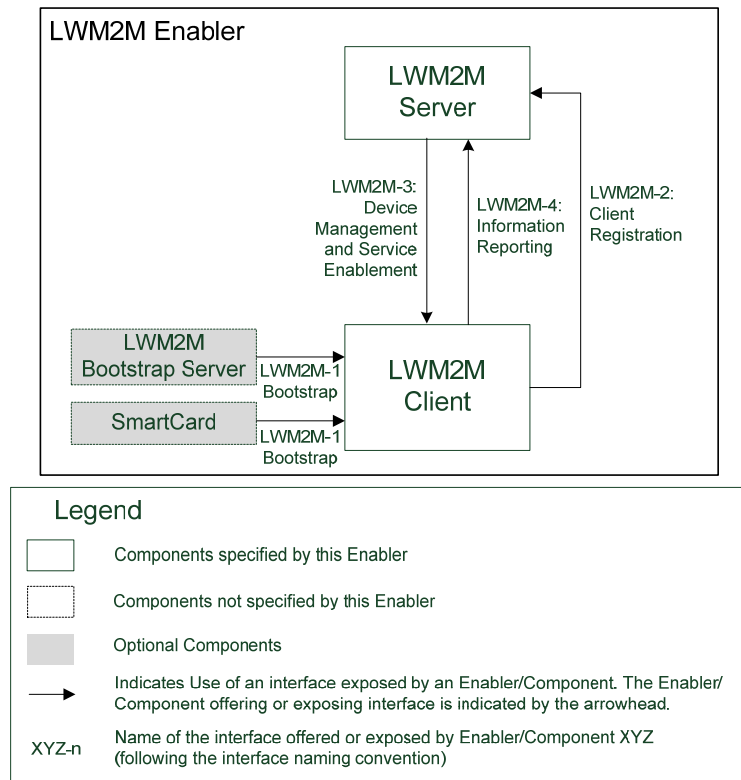 LWM2M Enabler
LWM2M
Server
LWM2M-3:
Device
Management
and Service
Enablement
LWM2M-4:
Information
Reporting
LWM2M-2:
Client
Registration
LWM2M
Bootstrap Server
LWM2M-1
Bootstrap
SmartCard
LWM2M-1
Bootstrap
LWM2M
Client
Legend
Components specified by this Enabler
Components not specified by this Enabler
Optional Components
Indicates Use of an interface exposed by an Enabler/Component. The Enabler/
Component offering or exposing interface is indicated by the arrowhead.
XYZ-n
Name of the interface offered or exposed by Enabler/Component XYZ
(following the interface naming convention)